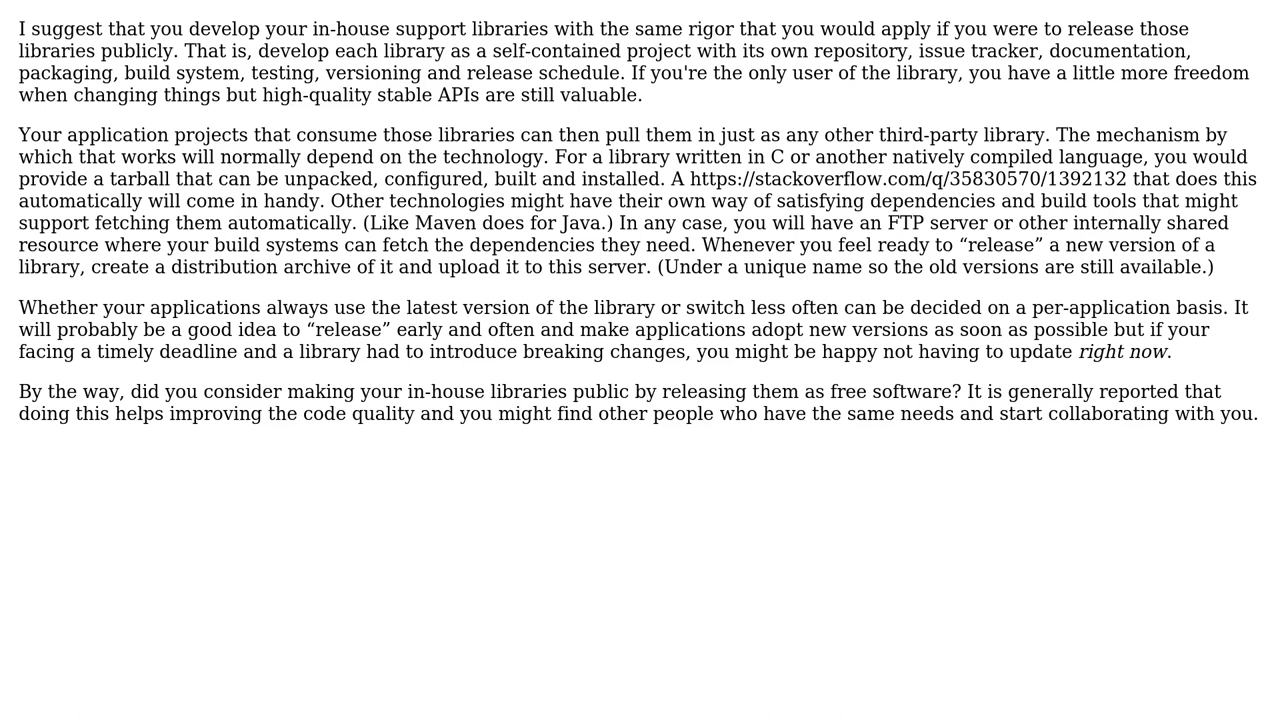 I suggest that you develop your in-house support libraries with the same rigor that you would apply if you were to release those
libraries publicly. That is, develop each library as a self-contained project with its own repository, issue tracker, documentation,
packaging, build system, testing, versioning and release schedule. If you're the only user of the library, you have a little more freedom
when changing things but high-quality stable APIs are still valuable.
Your application projects that consume those libraries can then pull them in just as any other third-party library. The mechanism by
which that works will normally depend on the technology. For a library written in C or another natively compiled language, you would
provide a tarball that can be unpacked, configured, built and installed. A https://stackoverflow.com/q/35830570/1392132 that does this
automatically will come in handy. Other technologies might have their own way of satisfying dependencies and build tools that might
support fetching them automatically. (Like Maven does for Java.) In any case, you will have an FTP server or other internally shared
resource where your build systems can fetch the dependencies they need. Whenever you feel ready to “release” a new version of a
library, create a distribution archive of it and upload it to this server. (Under a unique name so the old versions are still available.)
Whether your applications always use the latest version of the library or switch less often can be decided on a per-application basis. It
will probably be a good idea to “release” early and often and make applications adopt new versions as soon as possible but if your
facing a timely deadline and a library had to introduce breaking changes, you might be happy not having to update right now.
By the way, did you consider making your in-house libraries public by releasing them as free software? It is generally reported that
doing this helps improving the code quality and you might find other people who have the same needs and start collaborating with you.